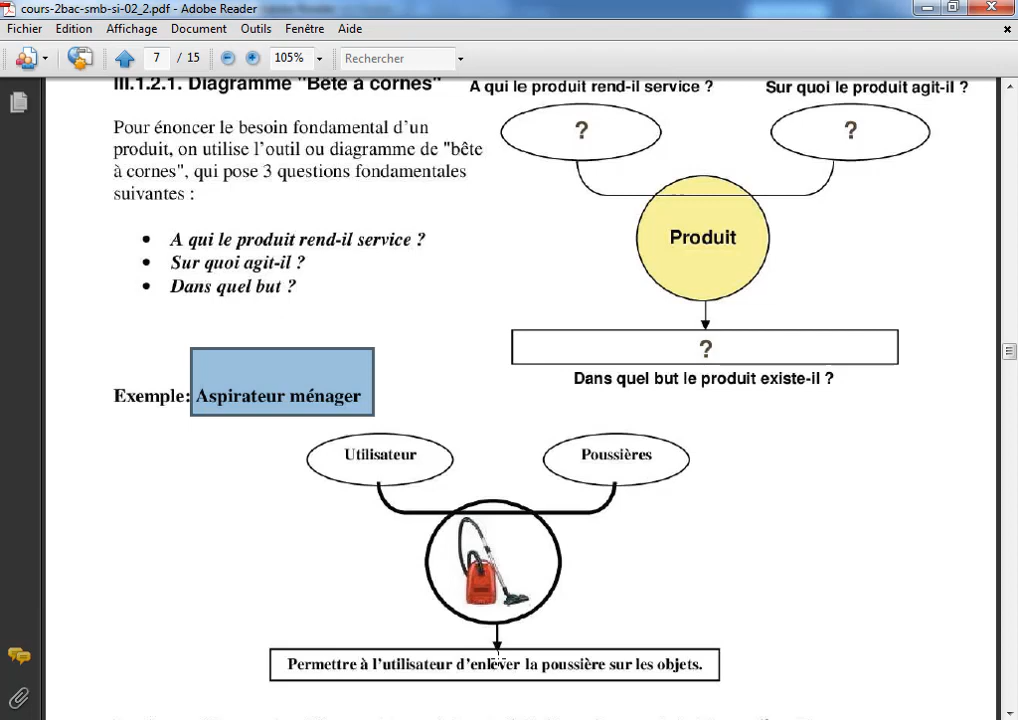 cours-2bac-smb-si-02_2.pdf - Adobe Reader
Fichier Edition Affichage Document Outils Fenêtre Aide
7 / 15 105% Rechercher
III.1.2.1. Diagramme "Bête à cornes"
A qui le produit rend-il service ? Sur quoi le produit agit-il ?
Pour énoncer le besoin fondamental d'un
produit, on utilise l'outil ou diagramme de "bête
à cornes", qui pose 3 questions fondamentales
suivantes :
• A qui le produit rend-il service ?
• Sur quoi agit-il ?
• Dans quel but ?
? ?
Produit
?
Dans quel but le produit existe-il ?
Exemple: Aspirateur ménager
Utilisateur Poussières
Permettre à l'utilisateur d'enlever la poussière sur les objets.